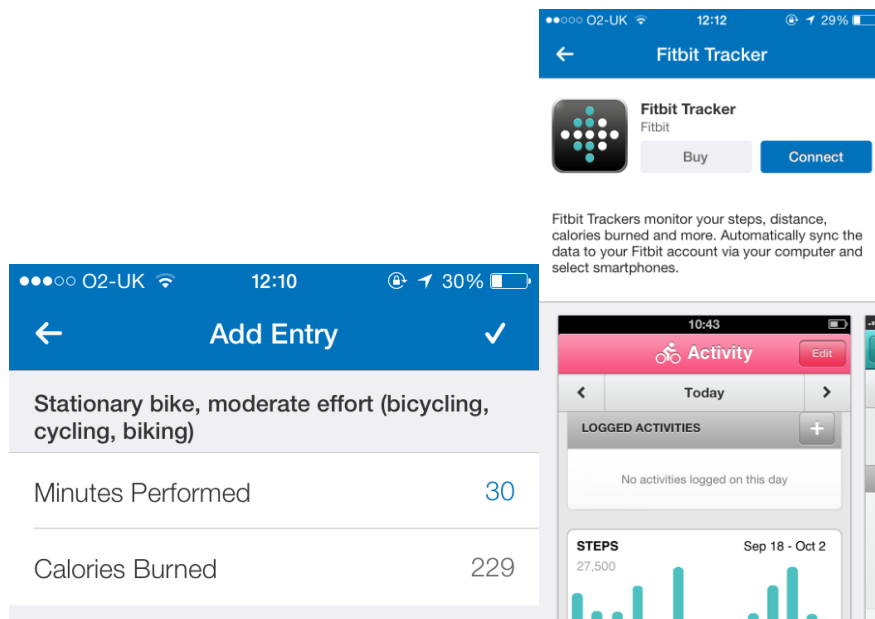 O2-UK 12:10 30%
Add Entry
Stationary bike, moderate effort (bicycling,
cycling, biking)
Minutes Performed 30
Calories Burned 229
O2-UK 12:12 29%
Fitbit Tracker
Fitbit Tracker
Fitbit
Buy Connect
Fitbit Trackers monitor your steps, distance,
calories burned and more. Automatically sync the
data to your Fitbit account via your computer and
select smartphones.
10:43
Activity Edit
Today
LOGGED ACTIVITIES +
No activities logged on this day
STEPS Sep 18 - Oct 2
27,500